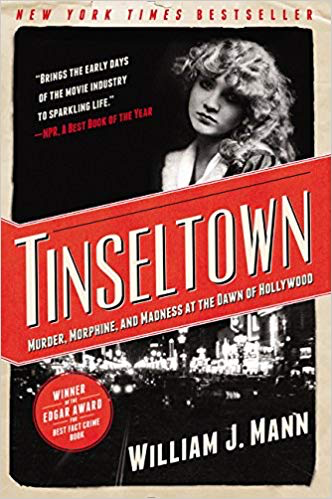 NEW YORK TIMES BESTSELLER
"BRINGS THE EARLY DAYS
OF THE MOVIE INDUSTRY
TO SPARKLING LIFE."
—NPR, A BEST BOOK OF THE YEAR
TINSELTOWN
MURDER, MORPHINE, AND MADNESS AT THE DAWN OF HOLLYWOOD
WINNER
OF THE
EDGAR AWARD
FOR
BEST FACT CRIME
BOOK
WILLIAM J. MANN